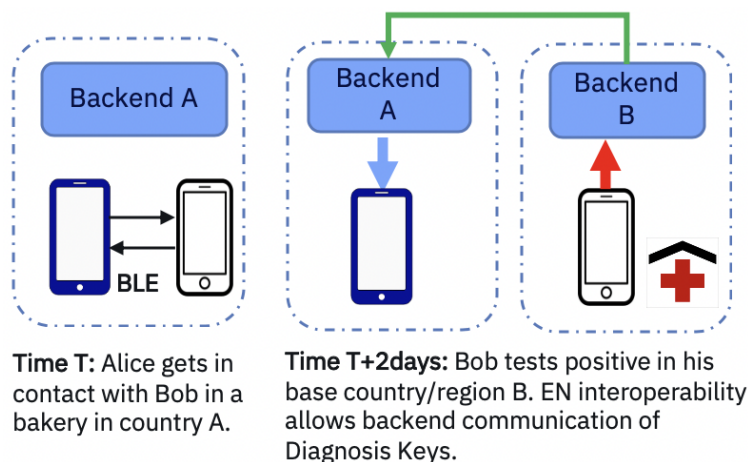 Backend A
BLE
Time T: Alice gets in
contact with Bob in a
bakery in country A.
Backend
A
Backend
B
Time T+2days: Bob tests positive in his
base country/region B. EN interoperability
allows backend communication of
Diagnosis Keys.